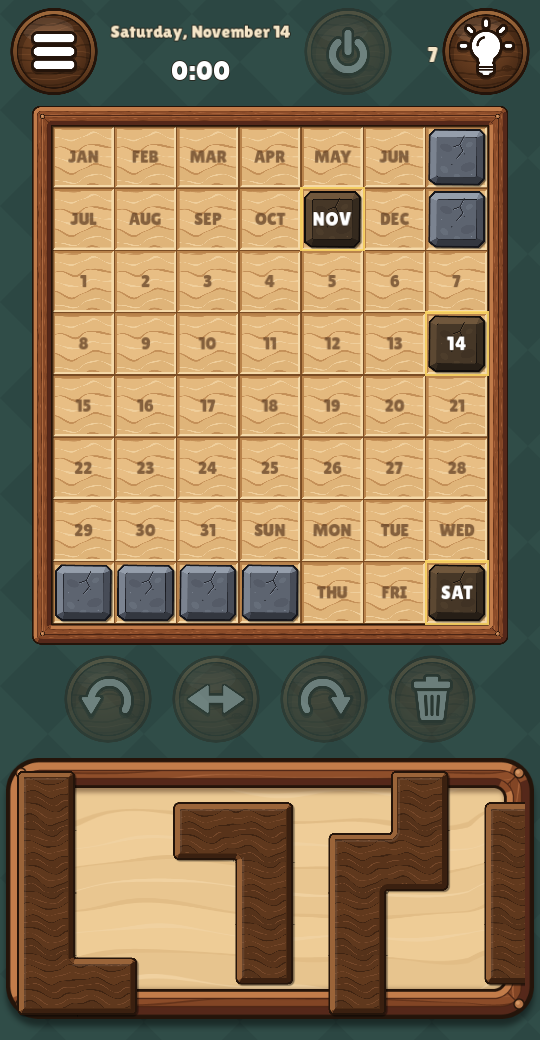 Saturday, November 14
0:00
7
JAN FEB MAR APR MAY JUN
JUL AUG SEP OCT NOV DEC
1 2 3 4 5 6 7
8 9 10 11 12 13 14
15 16 17 18 19 20 21
22 23 24 25 26 27 28
29 30 31 SUN MON TUE WED
THU FRI SAT